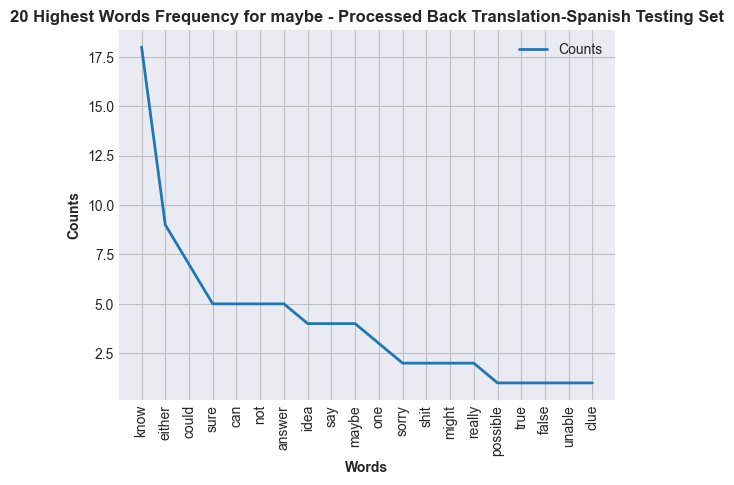 20 Highest Words Frequency for maybe - Processed Back Translation-Spanish Testing Set
Counts
17.5
15.0
12.5
10.0
7.5
5.0
2.5
Counts
know
either
could
sure
can
not
answer
idea
say
maybe
one
sorry
shit
might
really
possible
true
false
unable
clue
Words